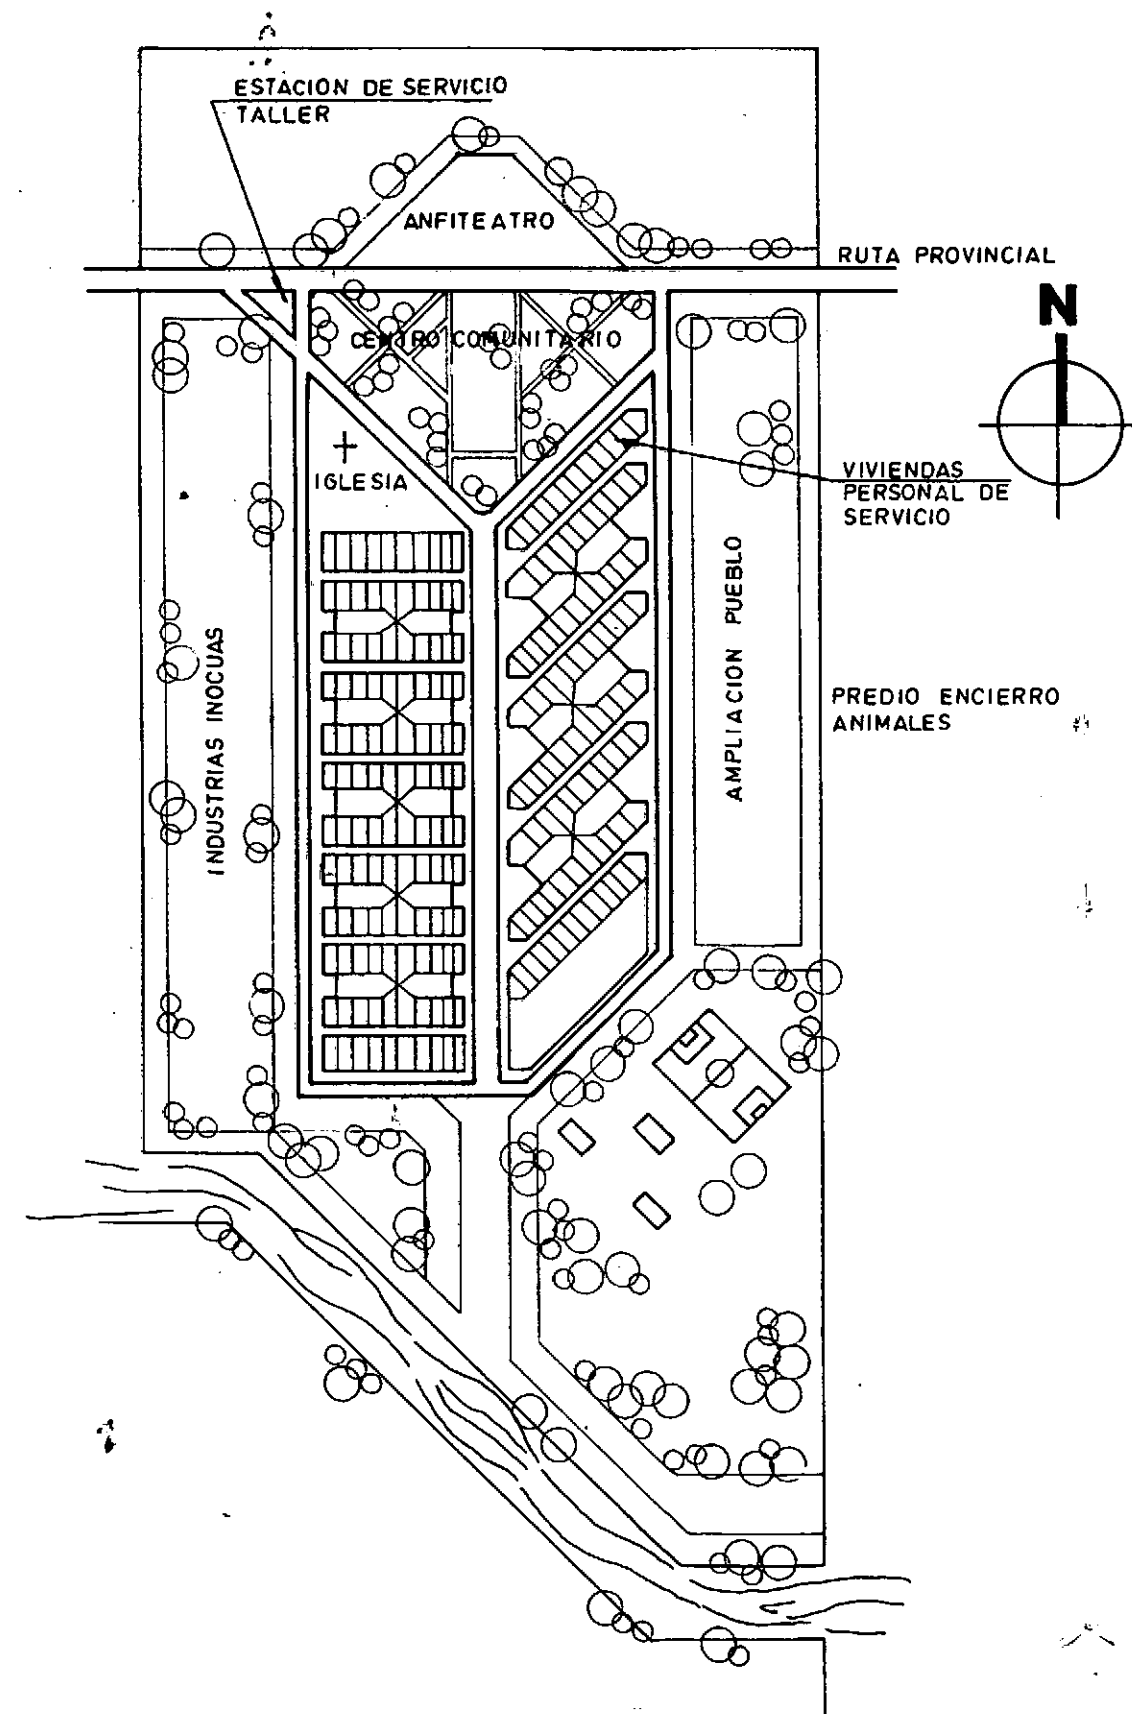 ESTACION DE SERVICIO
TALLER
ANFITEATRO
RUTA PROVINCIAL
N
CENTRO COMUNITARIO
IGLESIA
VIVIENDAS
PERSONAL DE
SERVICIO
AMPLIACION PUEBLO
INDUSTRIAS INOCUAS
PREDIO ENCIERRO
ANIMALES